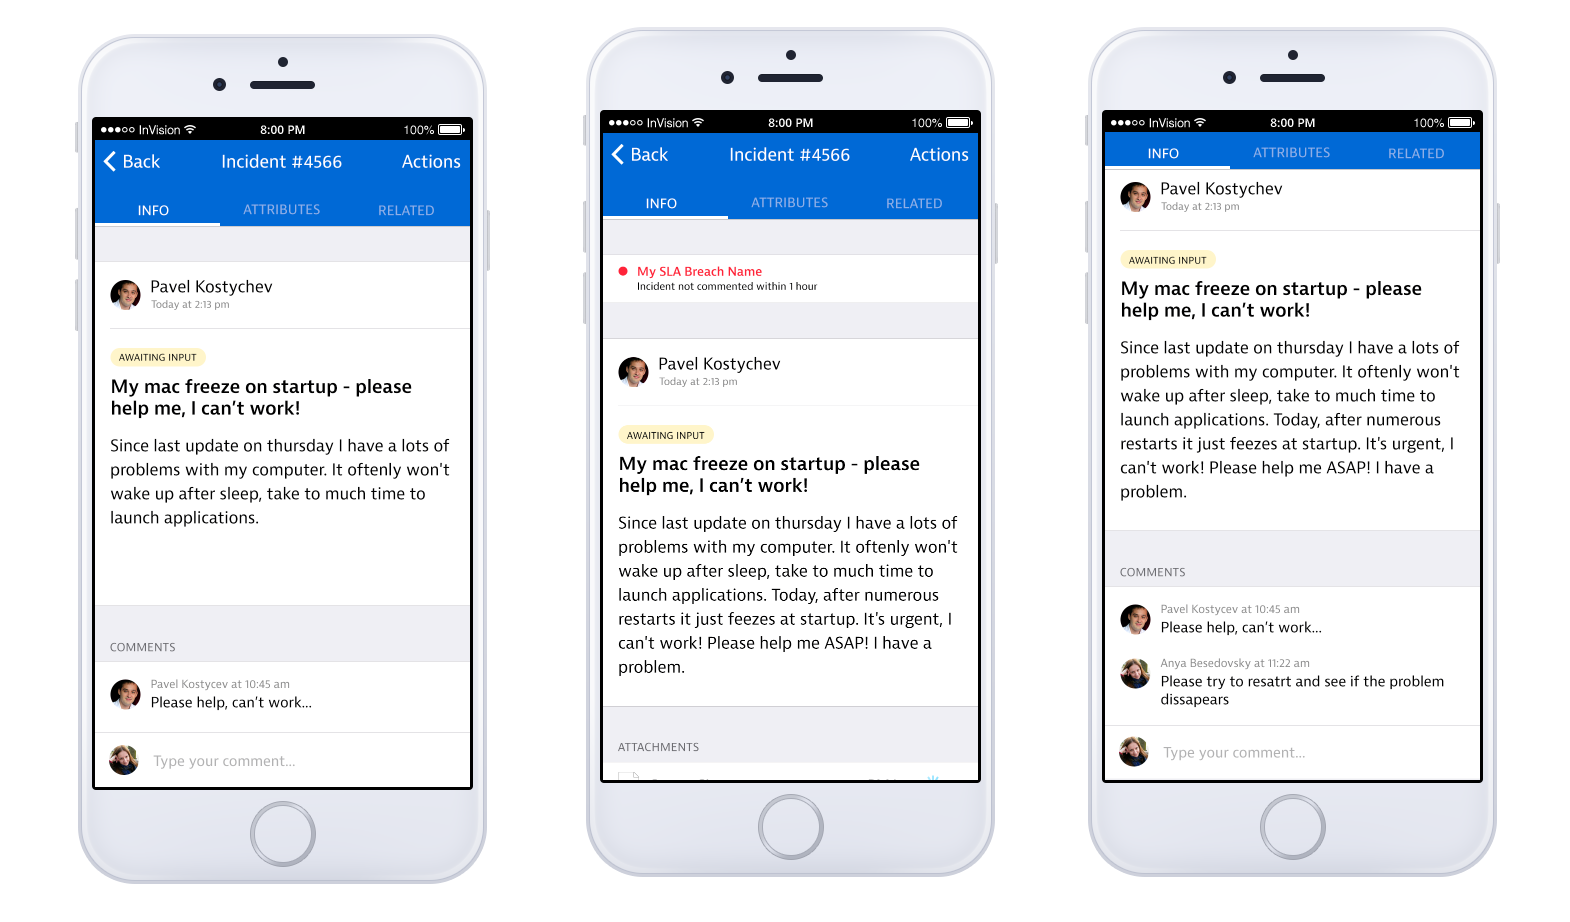 InVision
8:00 PM
100%
Back
Incident #4566
Actions
INFO
ATTRIBUTES
RELATED
Pavel Kostychev
Today at 2:13 pm
AWAITING INPUT
My mac freeze on startup - please
help me, I can't work!
Since last update on thursday I have a lots of
problems with my computer. It oftenly won't
wake up after sleep, take to much time to
launch applications.
COMMENTS
Pavel Kostycev at 10:45 am
Please help, can't work...
Type your comment...
InVision
8:00 PM
100%
Back
Incident #4566
Actions
INFO
ATTRIBUTES
RELATED
My SLA Breach Name
Incident not commented within 1 hour
Pavel Kostychev
Today at 2:13 pm
AWAITING INPUT
My mac freeze on startup - please
help me, I can't work!
Since last update on thursday I have a lots of
problems with my computer. It oftenly won't
wake up after sleep, take to much time to
launch applications. Today, after numerous
restarts it just feezes at startup. It's urgent, I
can't work! Please help me ASAP! I have a
problem.
ATTACHMENTS
InVision
8:00 PM
100%
INFO
ATTRIBUTES
RELATED
Pavel Kostychev
Today at 2:13 pm
AWAITING INPUT
My mac freeze on startup - please
help me, I can't work!
Since last update on thursday I have a lots of
problems with my computer. It oftenly won't
wake up after sleep, take to much time to
launch applications. Today, after numerous
restarts it just feezes at startup. It's urgent, I
can't work! Please help me ASAP! I have a
problem.
COMMENTS
Pavel Kostycev at 10:45 am
Please help, can't work...
Anya Besedovsky at 11:22 am
Please try to resatrt and see if the problem
dissapears
Type your comment...